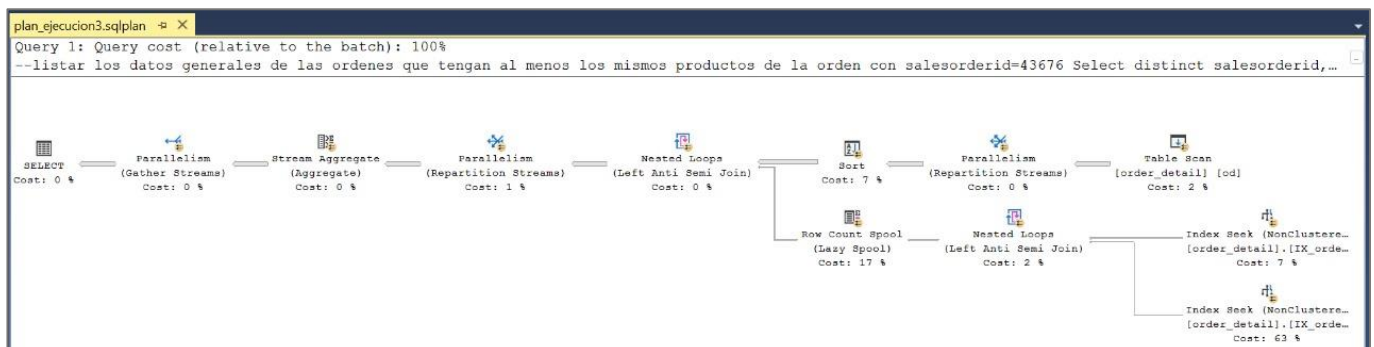 plan_ejecucion3.sqlplan
Query 1: Query cost (relative to the batch): 100%
--listar los datos generales de las ordenes que tengan al menos los mismos productos de la orden con salesorderid=43676 Select distinct salesorderid,…
SELECT
Cost: 0 %
Parallelism
(Gather Streams)
Cost: 0 %
Stream Aggregate
(Aggregate)
Cost: 0 %
Parallelism
(Repartition Streams)
Cost: 1 %
Nested Loops
(Left Anti Semi Join)
Cost: 0 %
Sort
Cost: 7 %
Parallelism
(Repartition Streams)
Cost: 0 %
Table Scan
[order_detail] [od]
Cost: 2 %
Row Count Spool
(Lazy Spool)
Cost: 17 %
Nested Loops
(Left Anti Semi Join)
Cost: 2 %
Index Seek (NonClustere…
[order_detail].[IX_orde…
Cost: 7 %
Index Seek (NonClustere…
[order_detail].[IX_orde…
Cost: 63 %